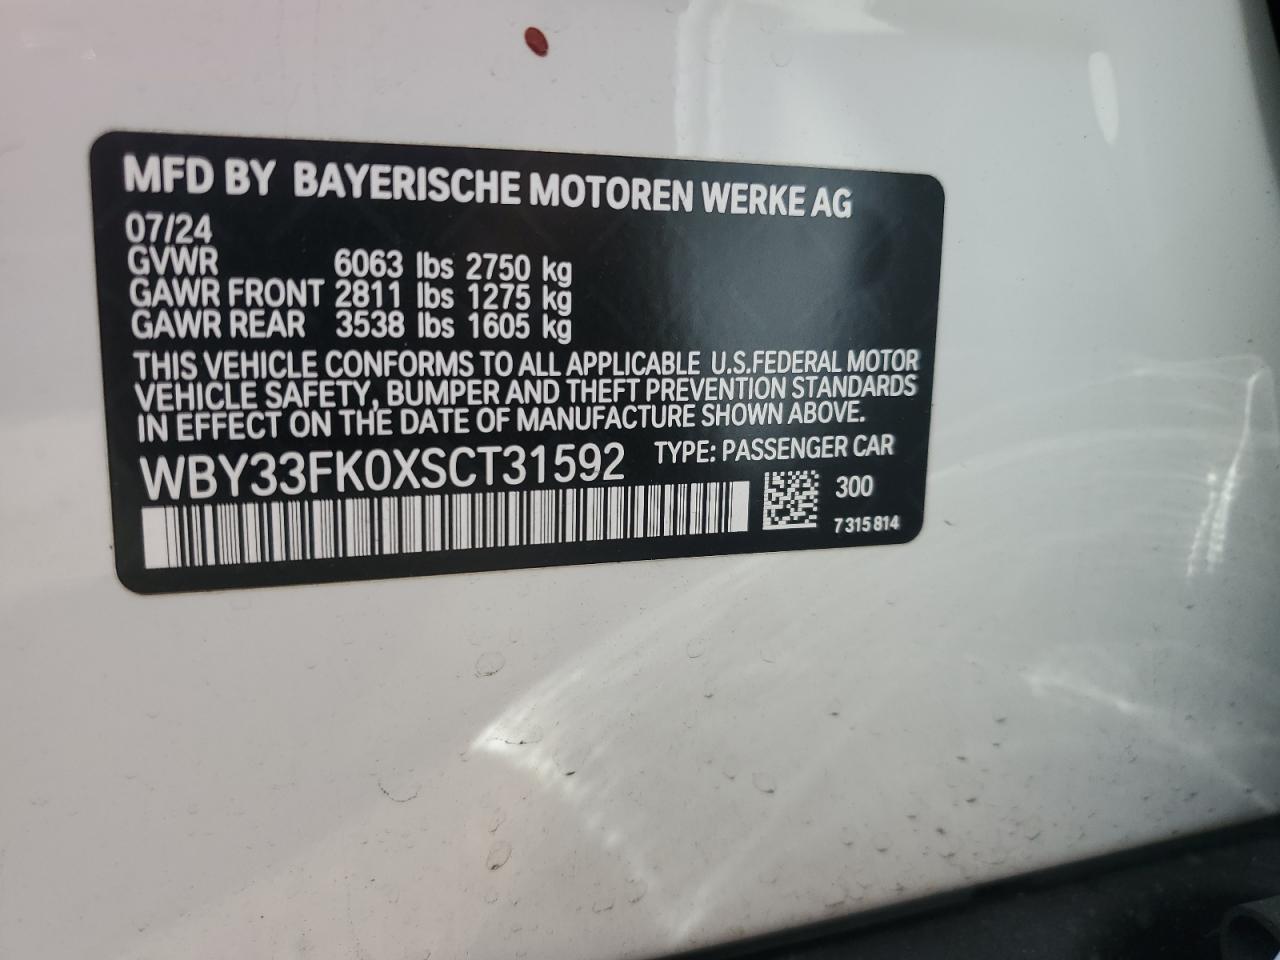 MFD BY BAYERISCHE MOTOREN WERKE AG
07/24
GVWR 6063 lbs 2750 kg
GAWR FRONT 2811 lbs 1275 kg
GAWR REAR 3538 lbs 1605 kg
THIS VEHICLE CONFORMS TO ALL APPLICABLE U.S.FEDERAL MOTOR
VEHICLE SAFETY, BUMPER AND THEFT PREVENTION STANDARDS
IN EFFECT ON THE DATE OF MANUFACTURE SHOWN ABOVE.
WBY33FK0XSCT31592 TYPE: PASSENGER CAR
300
7315814